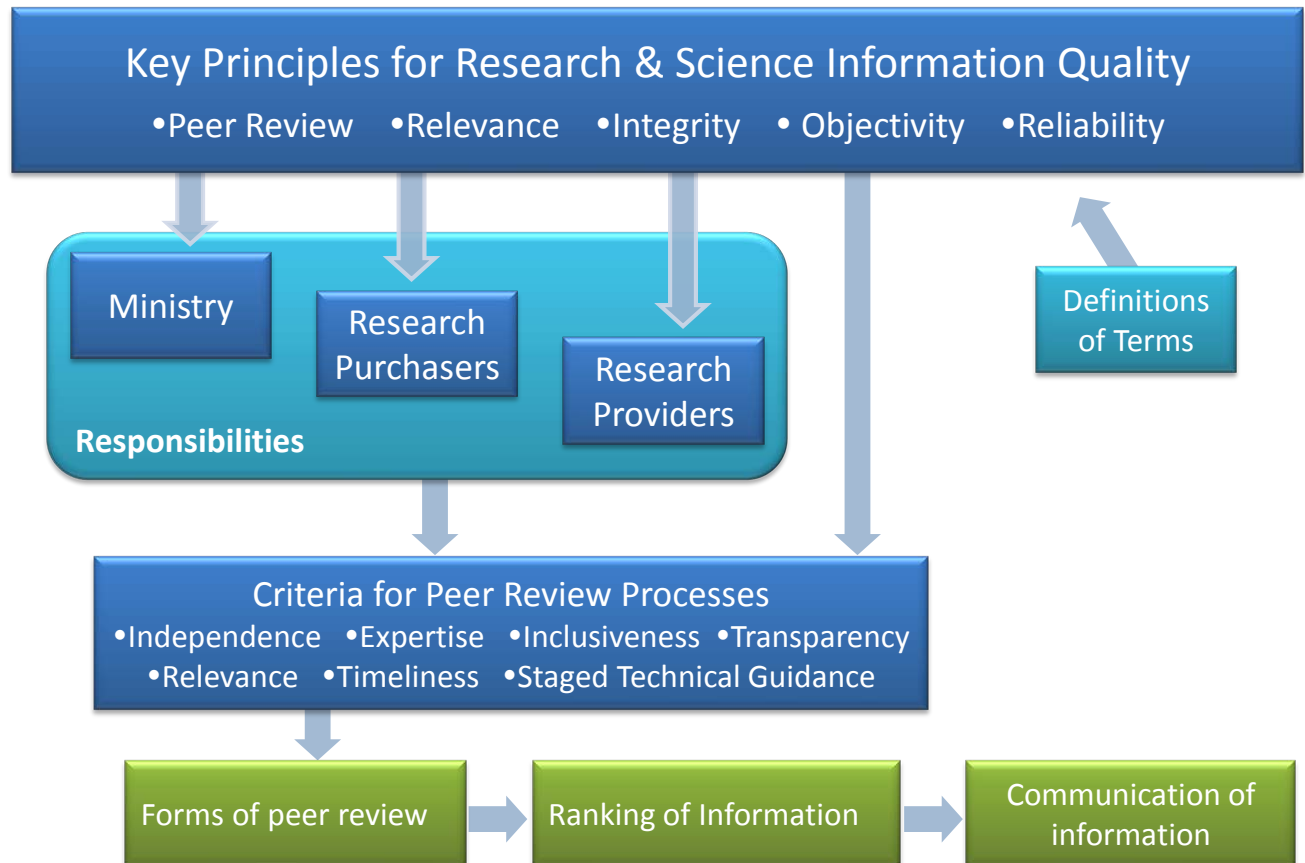 Key Principles for Research & Science Information Quality
•Peer Review •Relevance •Integrity • Objectivity •Reliability
Ministry
Research
Purchasers
Research
Providers
Responsibilities
Definitions
of Terms
Criteria for Peer Review Processes
•Independence •Expertise •Inclusiveness •Transparency
•Relevance •Timeliness •Staged Technical Guidance
Forms of peer review
Ranking of Information
Communication of
information